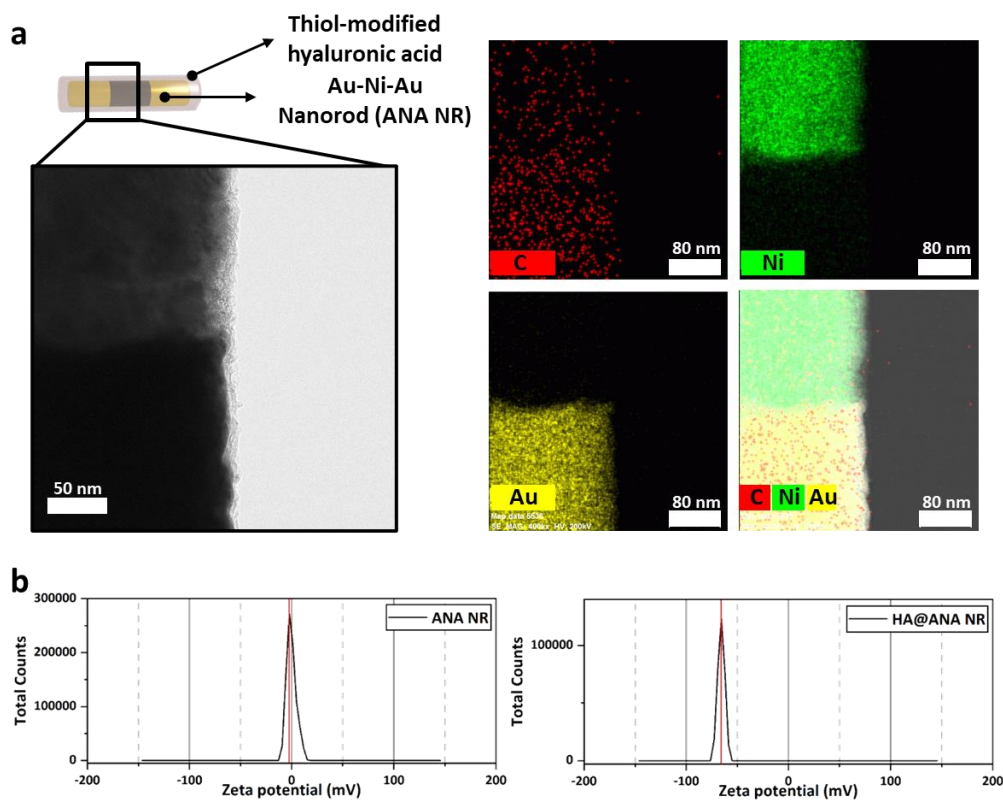 a
Thiol-modified
hyaluronic acid
Au-Ni-Au
Nanorod (ANA NR)
50 nm
C
80 nm
Ni
80 nm
Au
80 nm
C Ni Au
80 nm
b
300000
200000
100000
0
Total Counts
ANA NR
-200
-100
0
100
200
Zeta potential (mV)
100000
0
Total Counts
HA@ANA NR
-200
-100
0
100
200
Zeta potential (mV)